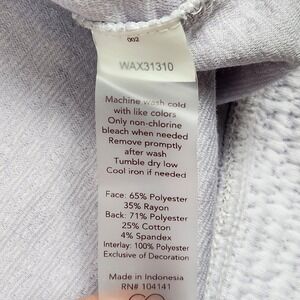 002
WAX31310
Machine wash cold
with like colors
Only non-chlorine
bleach when needed
Remove promptly
after wash
Tumble dry low
Cool iron if needed
Face: 65% Polyester
35% Rayon
Back: 71% Polyester
25% Cotton
4% Spandex
Interlay: 100% Polyester
Exclusive of Decoration
Made in Indonesia
RN# 104141